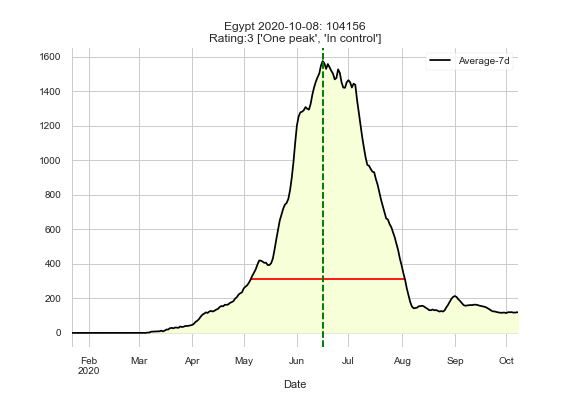 Egypt 2020-10-08: 104156
Rating:3 ['One peak', 'In control']
Average-7d
1600
1400
1200
1000
800
600
400
200
0
Feb Mar Apr May Jun Jul Aug Sep Oct
2020
Date